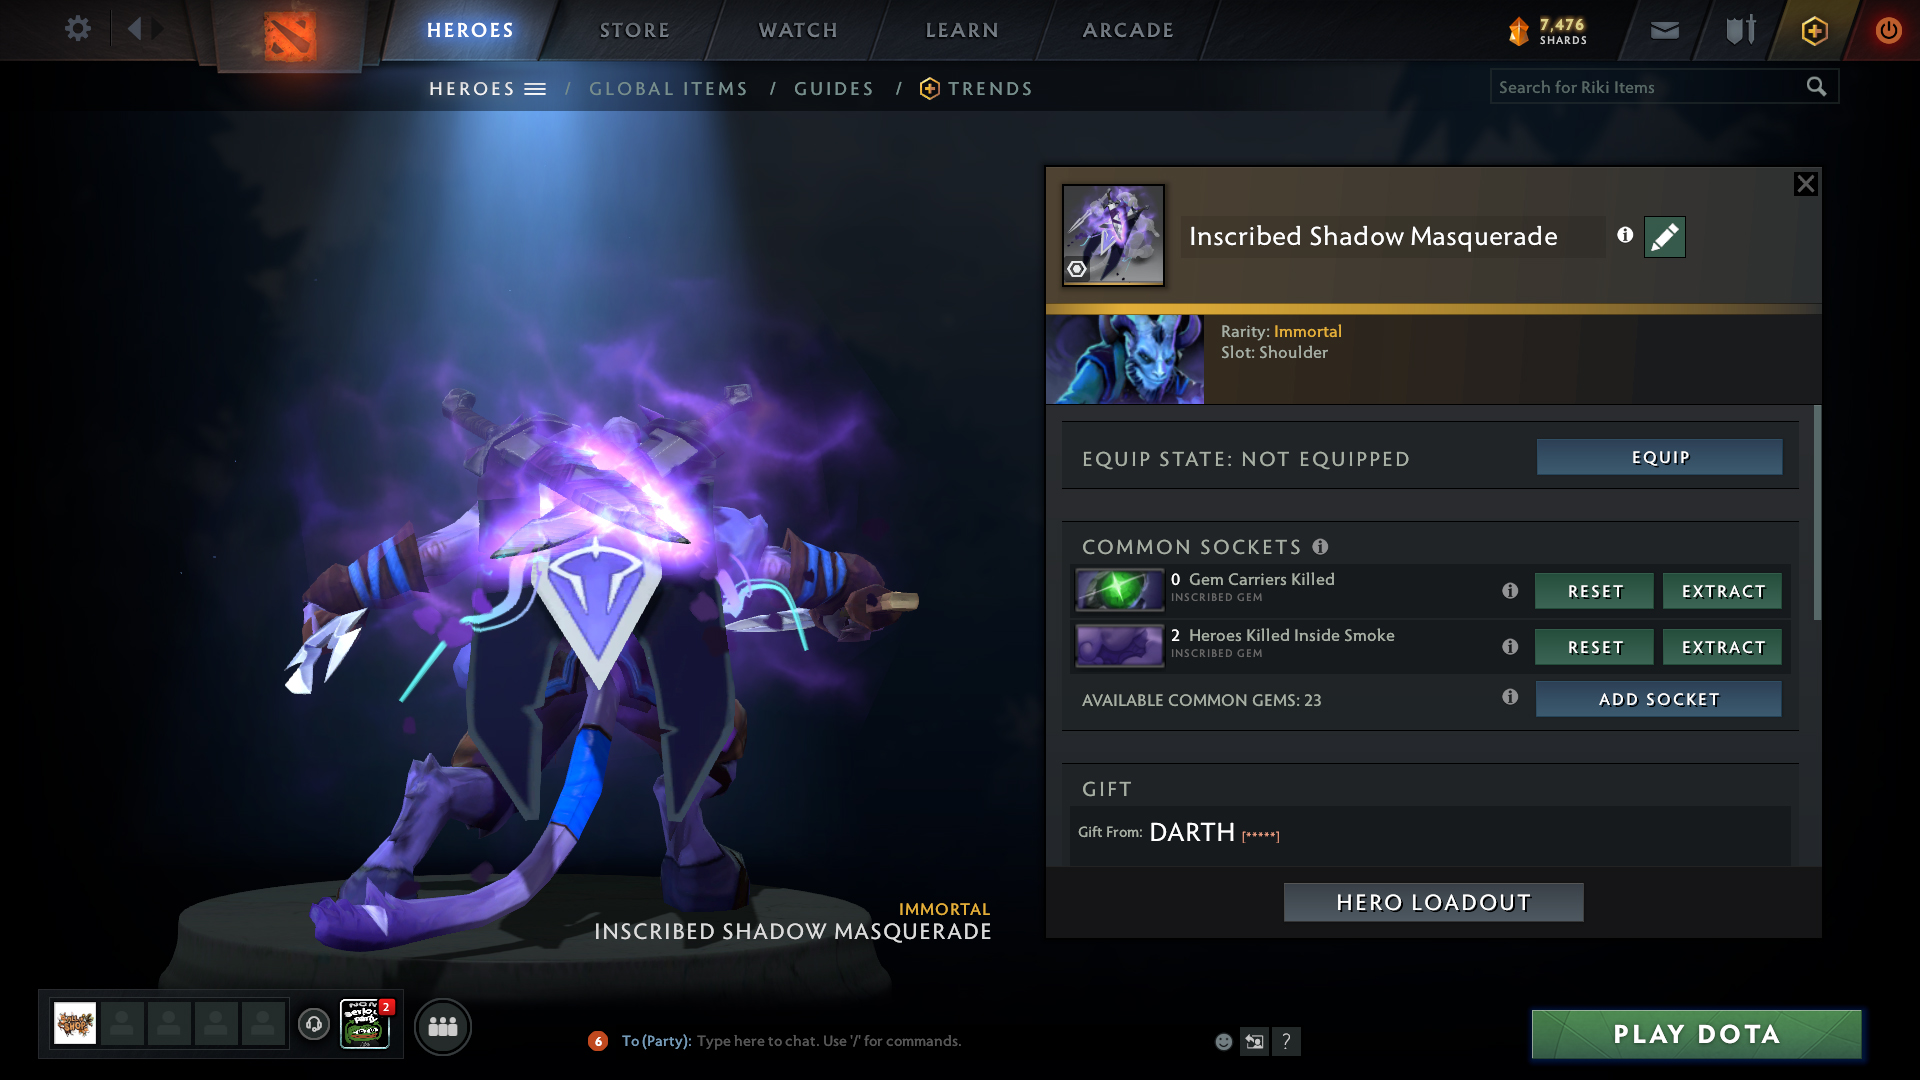 HEROES
STORE
WATCH
LEARN
ARCADE
7,476
SHARDS
HEROES / GLOBAL ITEMS / GUIDES / TRENDS
Search for Riki Items
Inscribed Shadow Masquerade
Rarity: Immortal
Slot: Shoulder
EQUIP STATE: NOT EQUIPPED
EQUIP
COMMON SOCKETS
0 Gem Carriers Killed
INSCRIBED GEM
RESET
EXTRACT
2 Heroes Killed Inside Smoke
INSCRIBED GEM
RESET
EXTRACT
AVAILABLE COMMON GEMS: 23
ADD SOCKET
GIFT
Gift From: DARTH [*****]
HERO LOADOUT
IMMORTAL
INSCRIBED SHADOW MASQUERADE
2
6
To (Party): Type here to chat. Use '/' for commands.
?
PLAY DOTA